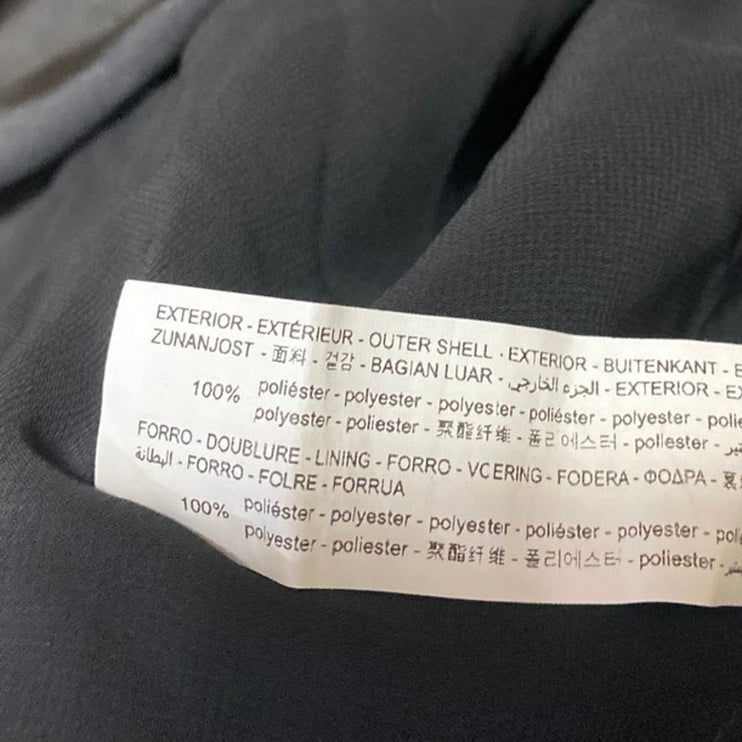 EXTERIOR - EXTÉRIEUR - OUTER SHELL - EXTERIOR - BUITENKANT -
ZUNANJOST - 面料 - 겉감 - BAGIAN LUAR - الجزء الخارجي - EXTERIOR -
100% poliéster - polyester - polyester - poliéster - polyester -
polyester - poliester - 聚酯纤维 - 폴리에스터 - poliester -
FORRO - DOUBLURE - LINING - FORRO - VOERING - FODERA - ΦΟΔΡΑ -
البطانة - FORRO - FOLRE - FORRUA
100% poliéster - polyester - polyester - poliéster - polyester -
polyester - poliester - 聚酯纤维 - 폴리에스터 - poliester -